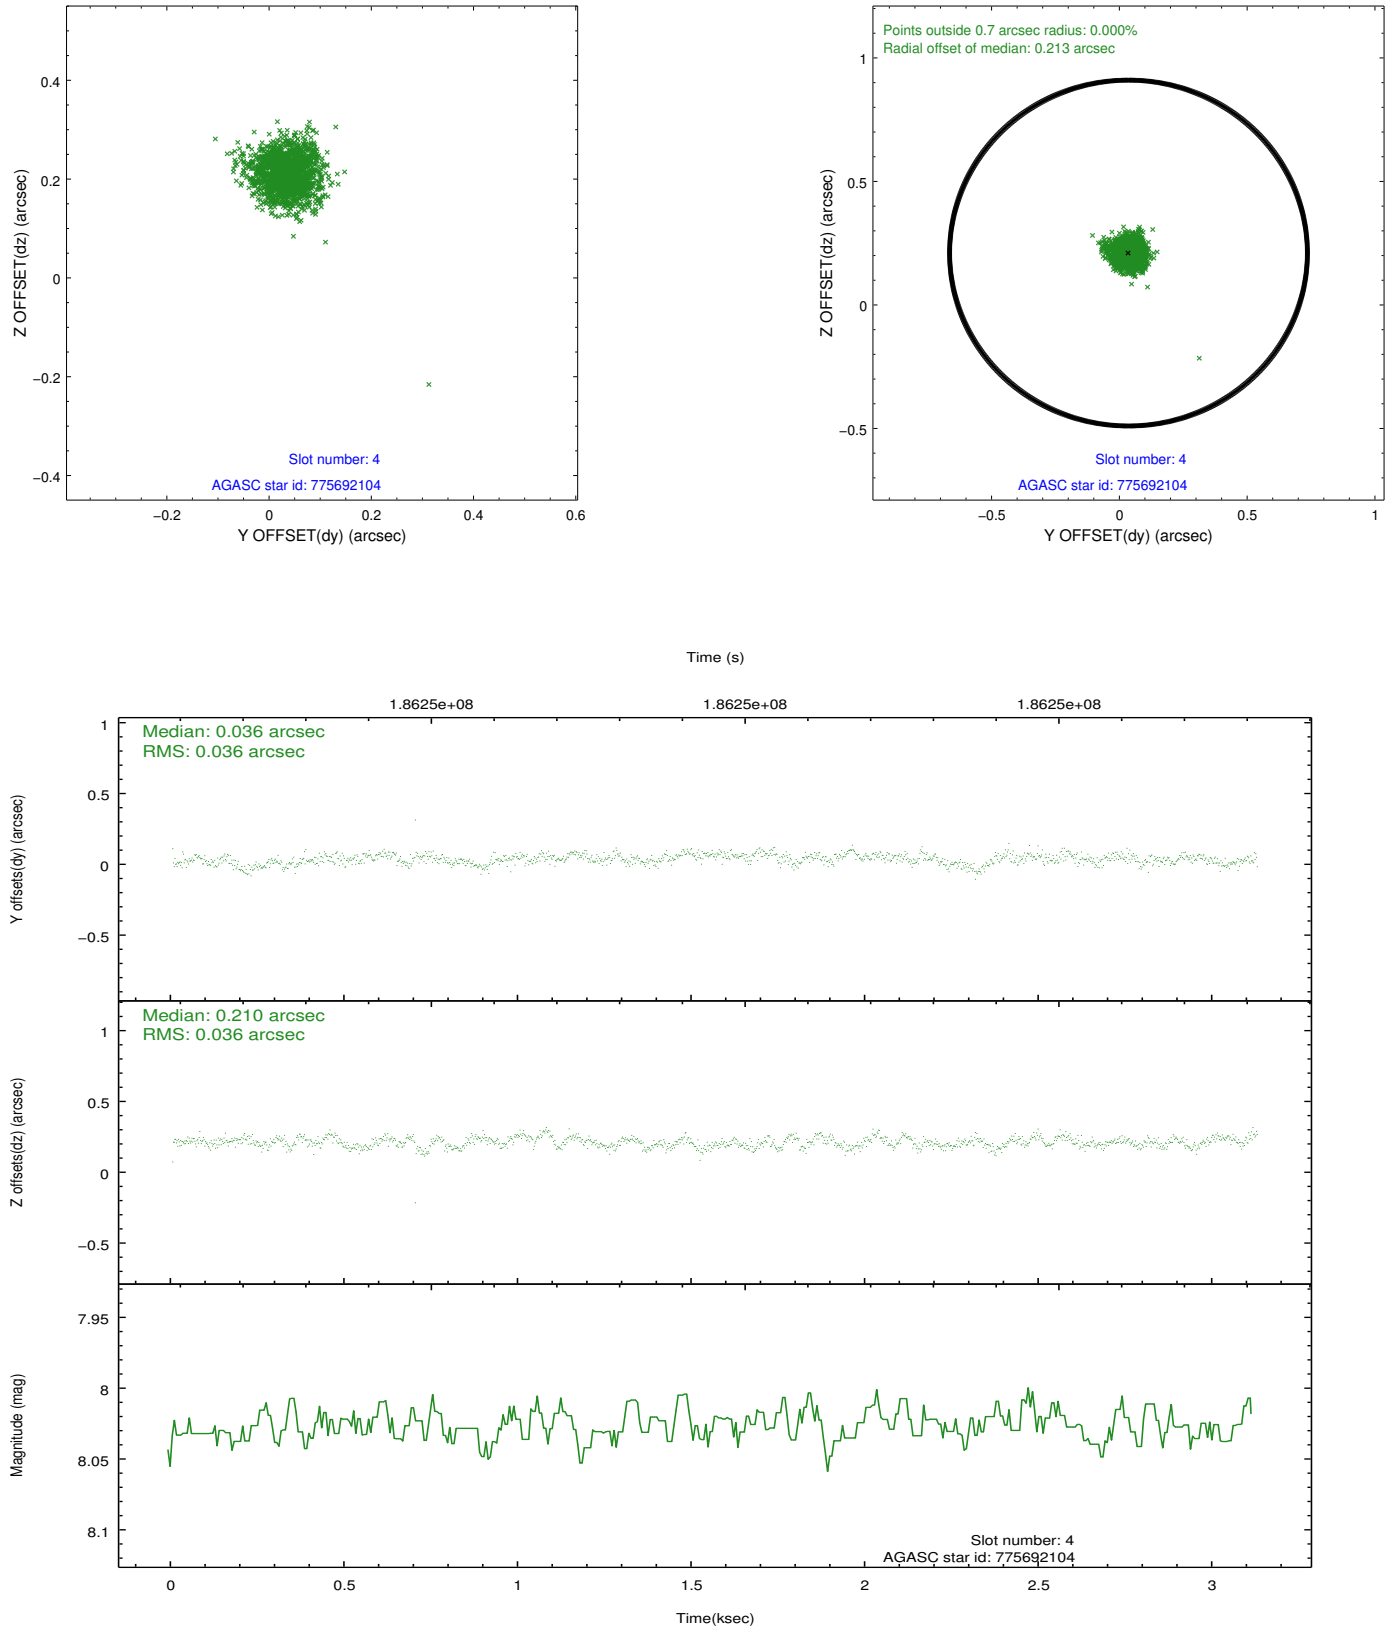 Points outside 0.7 arcsec radius: 0.000%
Radial offset of median: 0.213 arcsec
0.4
0.2
0
−0.2
−0.4
Z OFFSET(dz) (arcsec)
Slot number: 4
AGASC star id: 775692104
−0.2 0 0.2 0.4 0.6
Y OFFSET(dy) (arcsec)
1
0.5
0
−0.5
Z OFFSET(dz) (arcsec)
Slot number: 4
AGASC star id: 775692104
−0.5 0 0.5 1
Y OFFSET(dy) (arcsec)
Time (s)
1.8625e+08 1.8625e+08 1.8625e+08
Median: 0.036 arcsec
RMS: 0.036 arcsec
1
0.5
0
−0.5
Y offsets(dy) (arcsec)
Median: 0.210 arcsec
RMS: 0.036 arcsec
1
0.5
0
−0.5
Z offsets(dz) (arcsec)
7.95
8
8.05
8.1
Magnitude (mag)
Slot number: 4
AGASC star id: 775692104
0 0.5 1 1.5 2 2.5 3
Time(ksec)